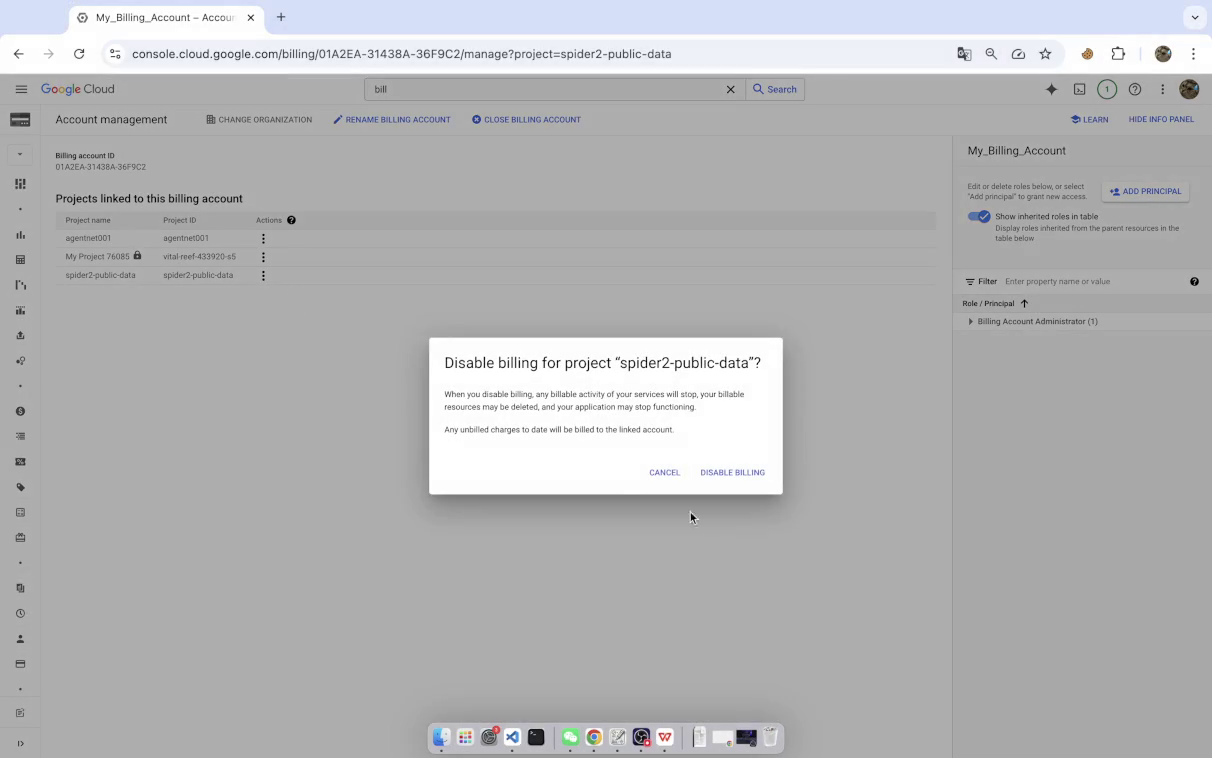 My_Billing_Account – Accou
console.cloud.google.com/billing/01A2EA-31438A-36F9C2/manage?project=spider2-public-data
Google Cloud
bill
Search
1
Account management
CHANGE ORGANIZATION
RENAME BILLING ACCOUNT
CLOSE BILLING ACCOUNT
LEARN
HIDE INFO PANEL
Billing account ID
01A2EA-31438A-36F9C2
Projects linked to this billing account
Project name Project ID Actions
agentnet001 agentnet001
My Project 76085 vital-reef-433920-s5
spider2-public-data spider2-public-data
My_Billing_Account
Edit or delete roles below, or select
"Add principal" to grant new access.
ADD PRINCIPAL
Show inherited roles in table
Display roles inherited from the parent resources in the
table below
Filter Enter property name or value
Role / Principal
Billing Account Administrator (1)
Disable billing for project “spider2-public-data”?
When you disable billing, any billable activity of your services will stop, your billable
resources may be deleted, and your application may stop functioning.
Any unbilled charges to date will be billed to the linked account.
CANCEL
DISABLE BILLING